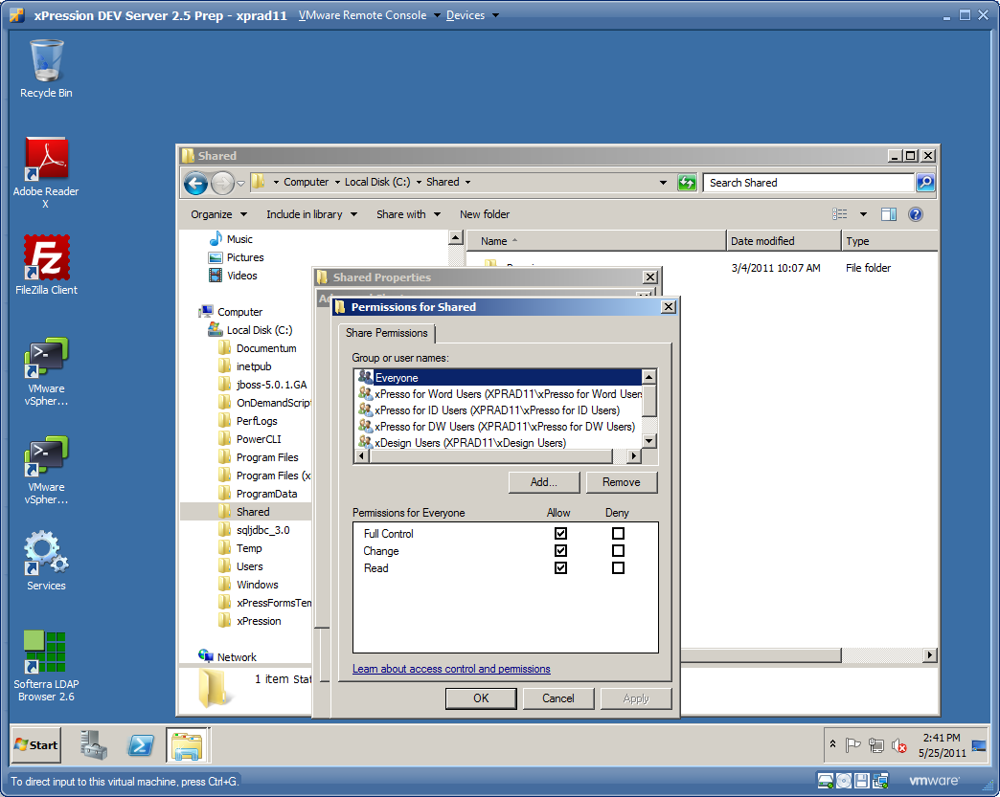 xPression DEV Server 2.5 Prep - xprad11 VMware Remote Console Devices
Recycle Bin
Adobe Reader
X
FileZilla Client
VMware
vSpher...
VMware
vSpher...
Services
Softerra LDAP
Browser 2.6
Shared
Computer Local Disk (C:) Shared
Search Shared
Organize Include in library Share with New folder
Music
Pictures
Videos
Computer
Local Disk (C:)
Documentum
inetpub
jboss-5.0.1.GA
OnDemandScript
PerfLogs
PowerCLI
Program Files
Program Files (x
ProgramData
Shared
sqljdbc_3.0
Temp
Users
Windows
xPressFormsTem
xPression
Network
Name Date modified Type
3/4/2011 10:07 AM File folder
1 item Stat
Shared Properties
Permissions for Shared
Share Permissions
Group or user names:
Everyone
xPresso for Word Users (XPRAD11\xPresso for Word Users
xPresso for ID Users (XPRAD11\xPresso for ID Users)
xPresso for DW Users (XPRAD11\xPresso for DW Users)
xDesign Users (XPRAD11\xDesign Users)
Add... Remove
Permissions for Everyone Allow Deny
Full Control
Change
Read
Learn about access control and permissions
OK Cancel Apply
Start
2:41 PM
5/25/2011
To direct input to this virtual machine, press Ctrl+G.
vmware